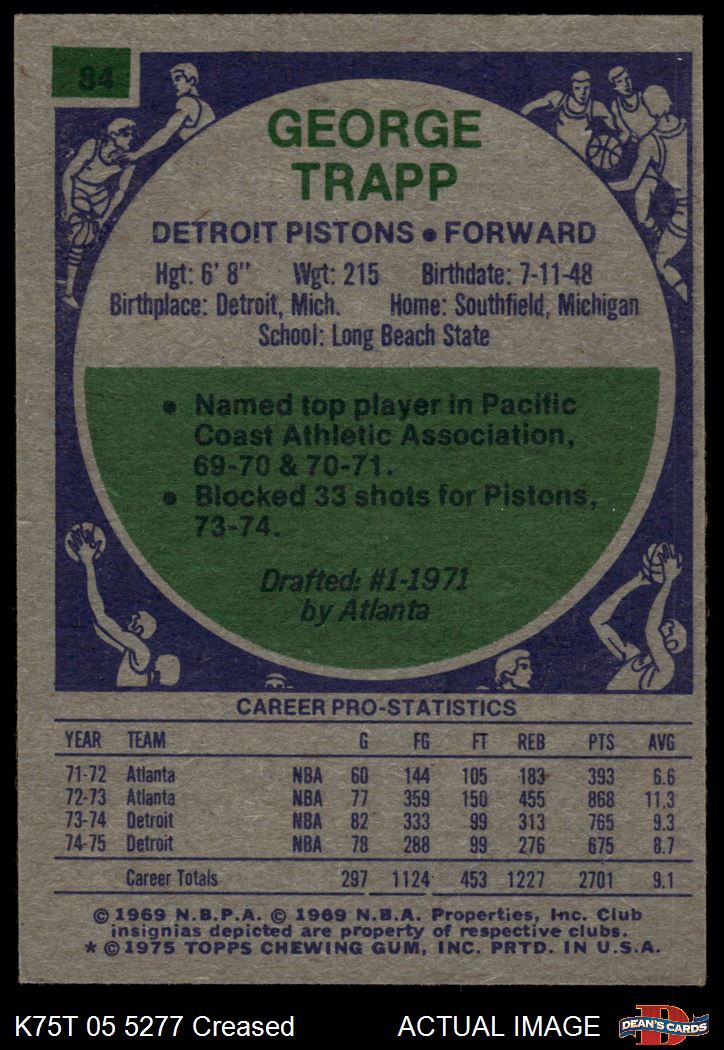 84
GEORGE
TRAPP
DETROIT PISTONS • FORWARD
Hgt: 6' 8" Wgt: 215 Birthdate: 7-11-48
Birthplace: Detroit, Mich. Home: Southfield, Michigan
School: Long Beach State
• Named top player in Pacific
Coast Athletic Association,
69-70 & 70-71.
• Blocked 33 shots for Pistons,
73-74.
Drafted: #1-1971
by Atlanta
CAREER PRO-STATISTICS
YEAR TEAM G FG FT REB PTS AVG
71-72 Atlanta NBA 60 144 105 183 393 6.6
72-73 Atlanta NBA 77 359 150 455 868 11.3
73-74 Detroit NBA 82 333 99 313 765 9.3
74-75 Detroit NBA 78 288 99 276 675 8.7
Career Totals 297 1124 453 1227 2701 9.1
© 1969 N.B.P.A. © 1969 N.B.A. Properties, Inc. Club
insignias depicted are property of respective clubs.
* © 1975 TOPPS CHEWING GUM, INC. PRTD. IN U.S.A.
K75T 05 5277 Creased ACTUAL IMAGE
DEAN'S CARDS